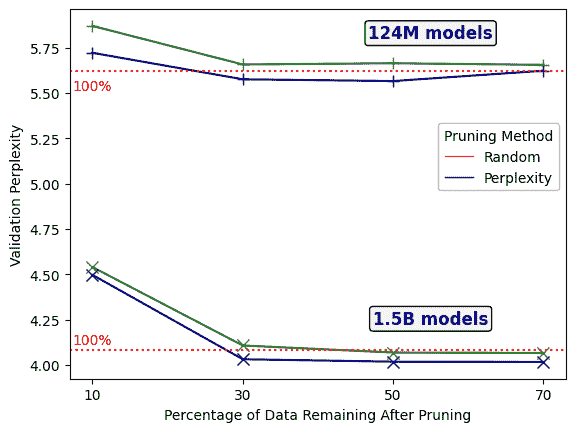 124M models
5.75
5.50
5.25
5.00
4.75
4.50
4.25
4.00
Validation Perplexity
100%
Pruning Method
Random
Perplexity
1.5B models
100%
10
30
50
70
Percentage of Data Remaining After Pruning